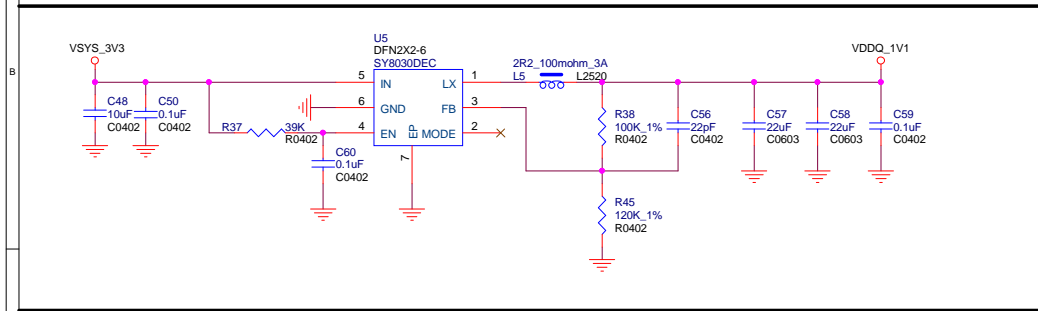 B
VSYS_3V3
U5
DFN2X2-6
SY8030DEC
2R2_100mohm_3A
L5
L2520
VDDQ_1V1
5
IN
LX
1
6
GND
FB
3
4
EN
MODE
2
EP
7
C48
10uF
C0402
C50
0.1uF
C0402
R37
39K
R0402
C60
0.1uF
C0402
R38
100K_1%
R0402
C56
22pF
C0402
C57
22uF
C0603
C58
22uF
C0603
C59
0.1uF
C0402
R45
120K_1%
R0402